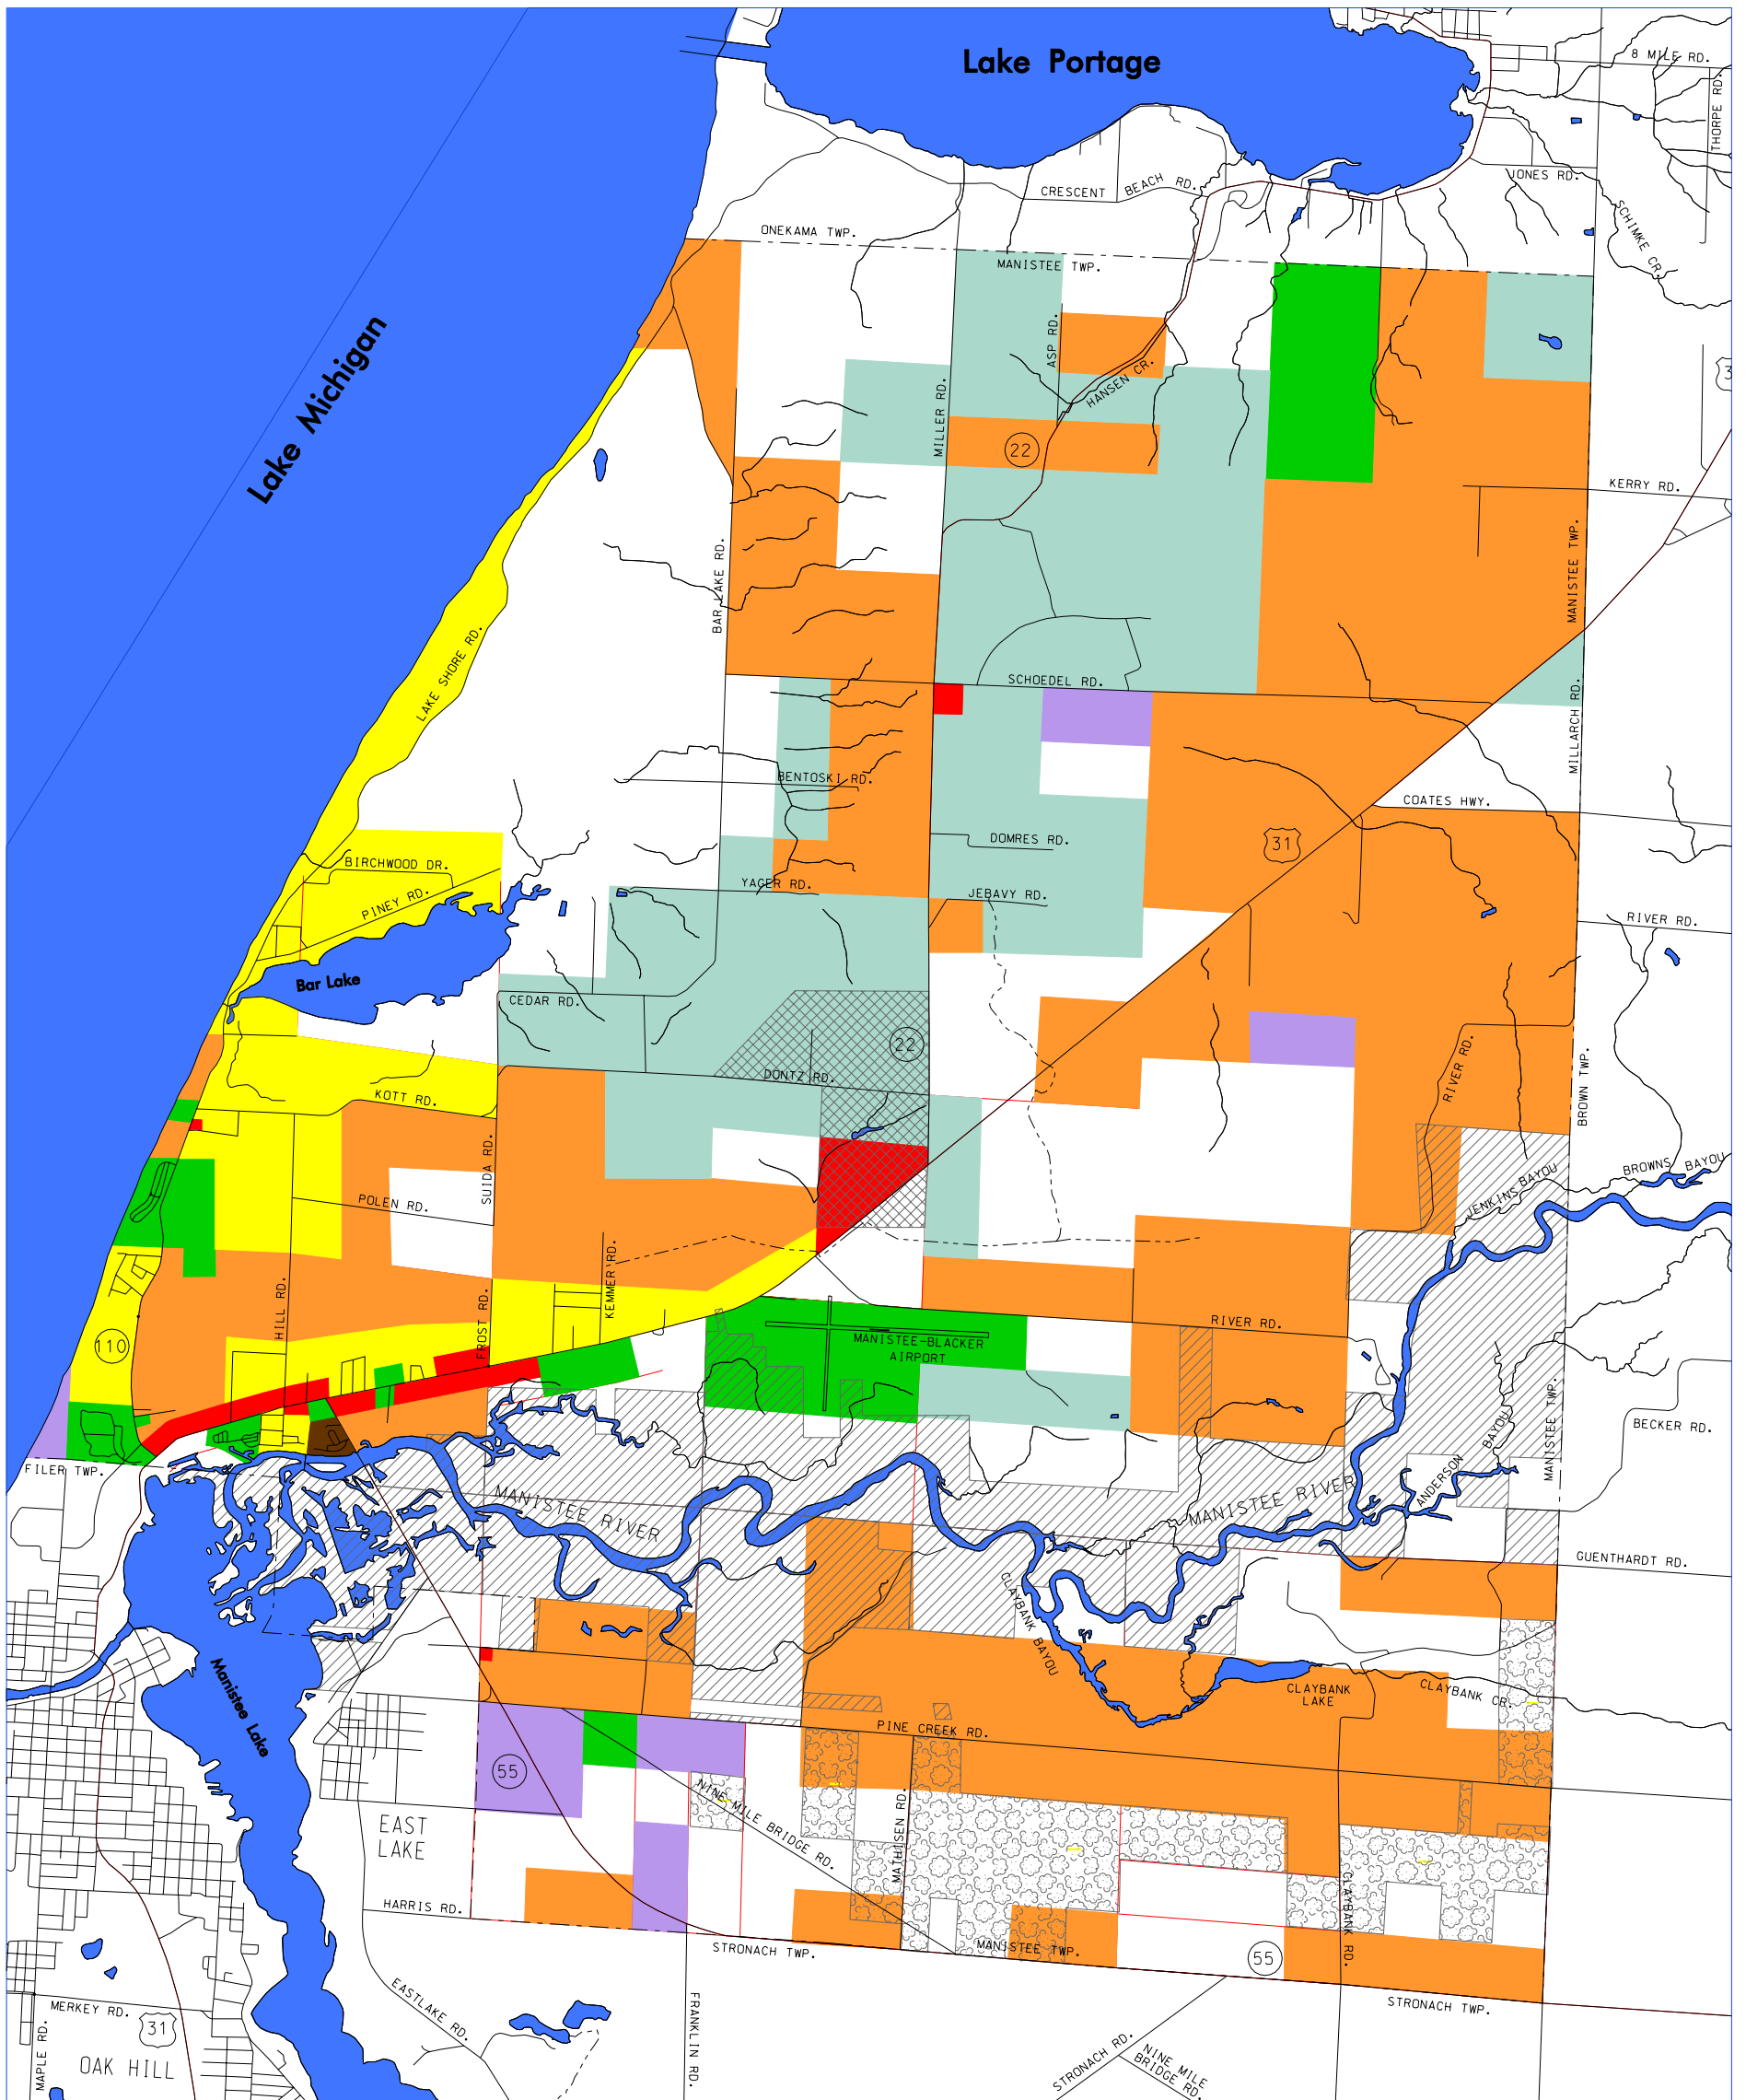 Lake Portage
8 MILE RD.
THORPE RD.
JONES RD.
CRESCENT BEACH RD.
SCHIMKE CR.
ONEKAMA TWP.
MANISTEE TWP.
Lake Michigan
ASP RD.
HANSEN CR.
MILLER RD.
22
3
KERRY RD.
MANISTEE TWP.
BAR LAKE RD.
LAKE SHORE RD.
SCHOEDEL RD.
MILLARCH RD.
BENTOSKI RD.
COATES HWY.
DOMRES RD.
31
BIRCHWOOD DR.
PINEY RD.
YAGER RD.
JEBAVY RD.
RIVER RD.
Bar Lake
CEDAR RD.
22
DONTZ RD.
RIVER RD.
BROWN TWP.
KOTT RD.
SUIDA RD.
POLEN RD.
JENKINS BAYOU
BROWNS BAYOU
HILL RD.
FROST RD.
KEMMER RD.
110
RIVER RD.
MANISTEE-BLACKER
AIRPORT
MANISTEE TWP.
BECKER RD.
ANDERSON BAYOU
FILER TWP.
MANISTEE RIVER
MANISTEE RIVER
GUENTHARDT RD.
CLAYBANK BAYOU
Manistee Lake
CLAYBANK
LAKE
CLAYBANK CR.
PINE CREEK RD.
55
NINE MILE BRIDGE RD.
MATHISEN RD.
EAST
LAKE
HARRIS RD.
CLAYBANK RD.
STRONACH TWP.
MANISTEE TWP.
55
STRONACH TWP.
EASTLAKE RD.
FRANKLIN RD.
MERKEY RD.
31
MAPLE RD.
OAK HILL
STRONACH RD.
NINE MILE
BRIDGE RD.